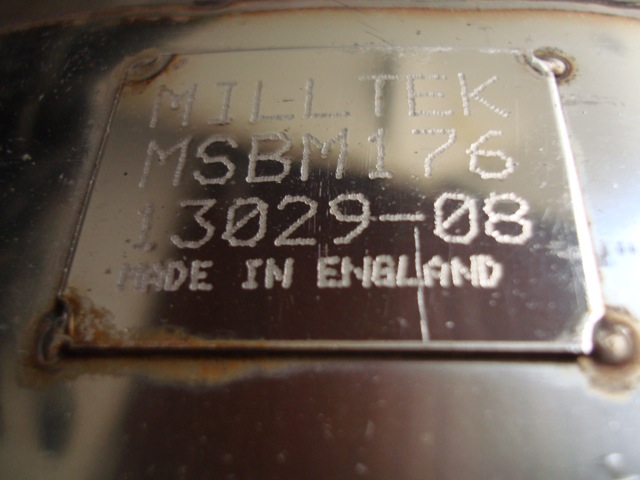 MILLTEK
MSBM176
13029-08
MADE IN ENGLAND